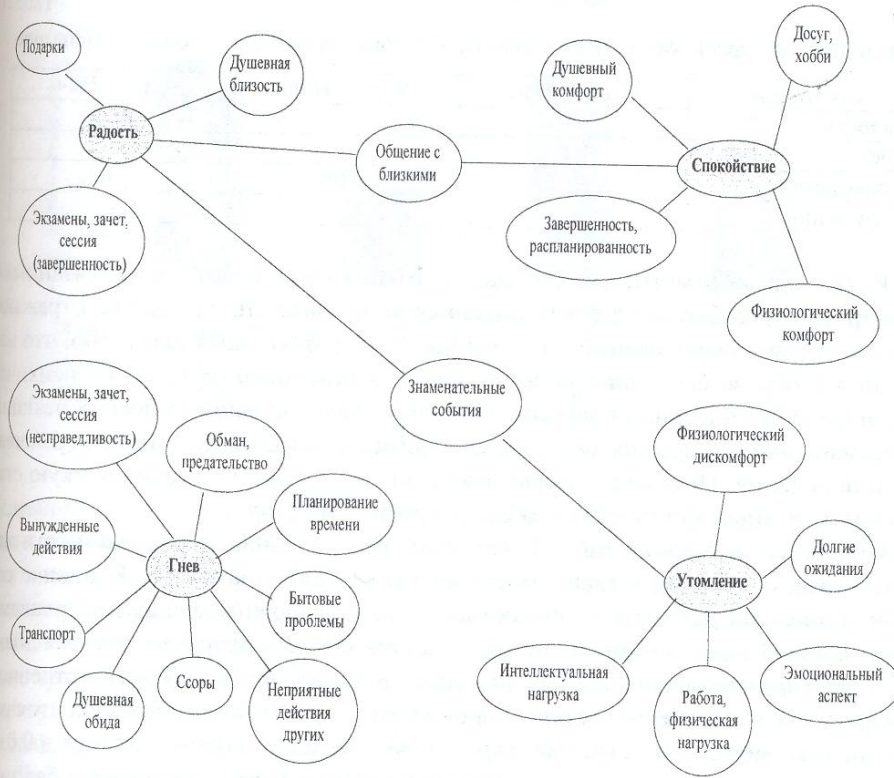 Подарки
Душевная
близость
Радость
Экзамены, зачет,
сессия
(завершенность)
Общение с
близкими
Душевный
комфорт
Досуг,
хобби
Спокойствие
Завершенность,
распланированность
Физиологический
комфорт
Знаменательные
события
Экзамены, зачет,
сессия
(несправедливость)
Обман,
предательство
Планирование
времени
Вынужденные
действия
Гнев
Бытовые
проблемы
Транспорт
Душевная
обида
Ссоры
Неприятные
действия
других
Физиологический
дискомфорт
Долгие
ожидания
Утомление
Интеллектуальная
нагрузка
Работа,
физическая
нагрузка
Эмоциональный
аспект